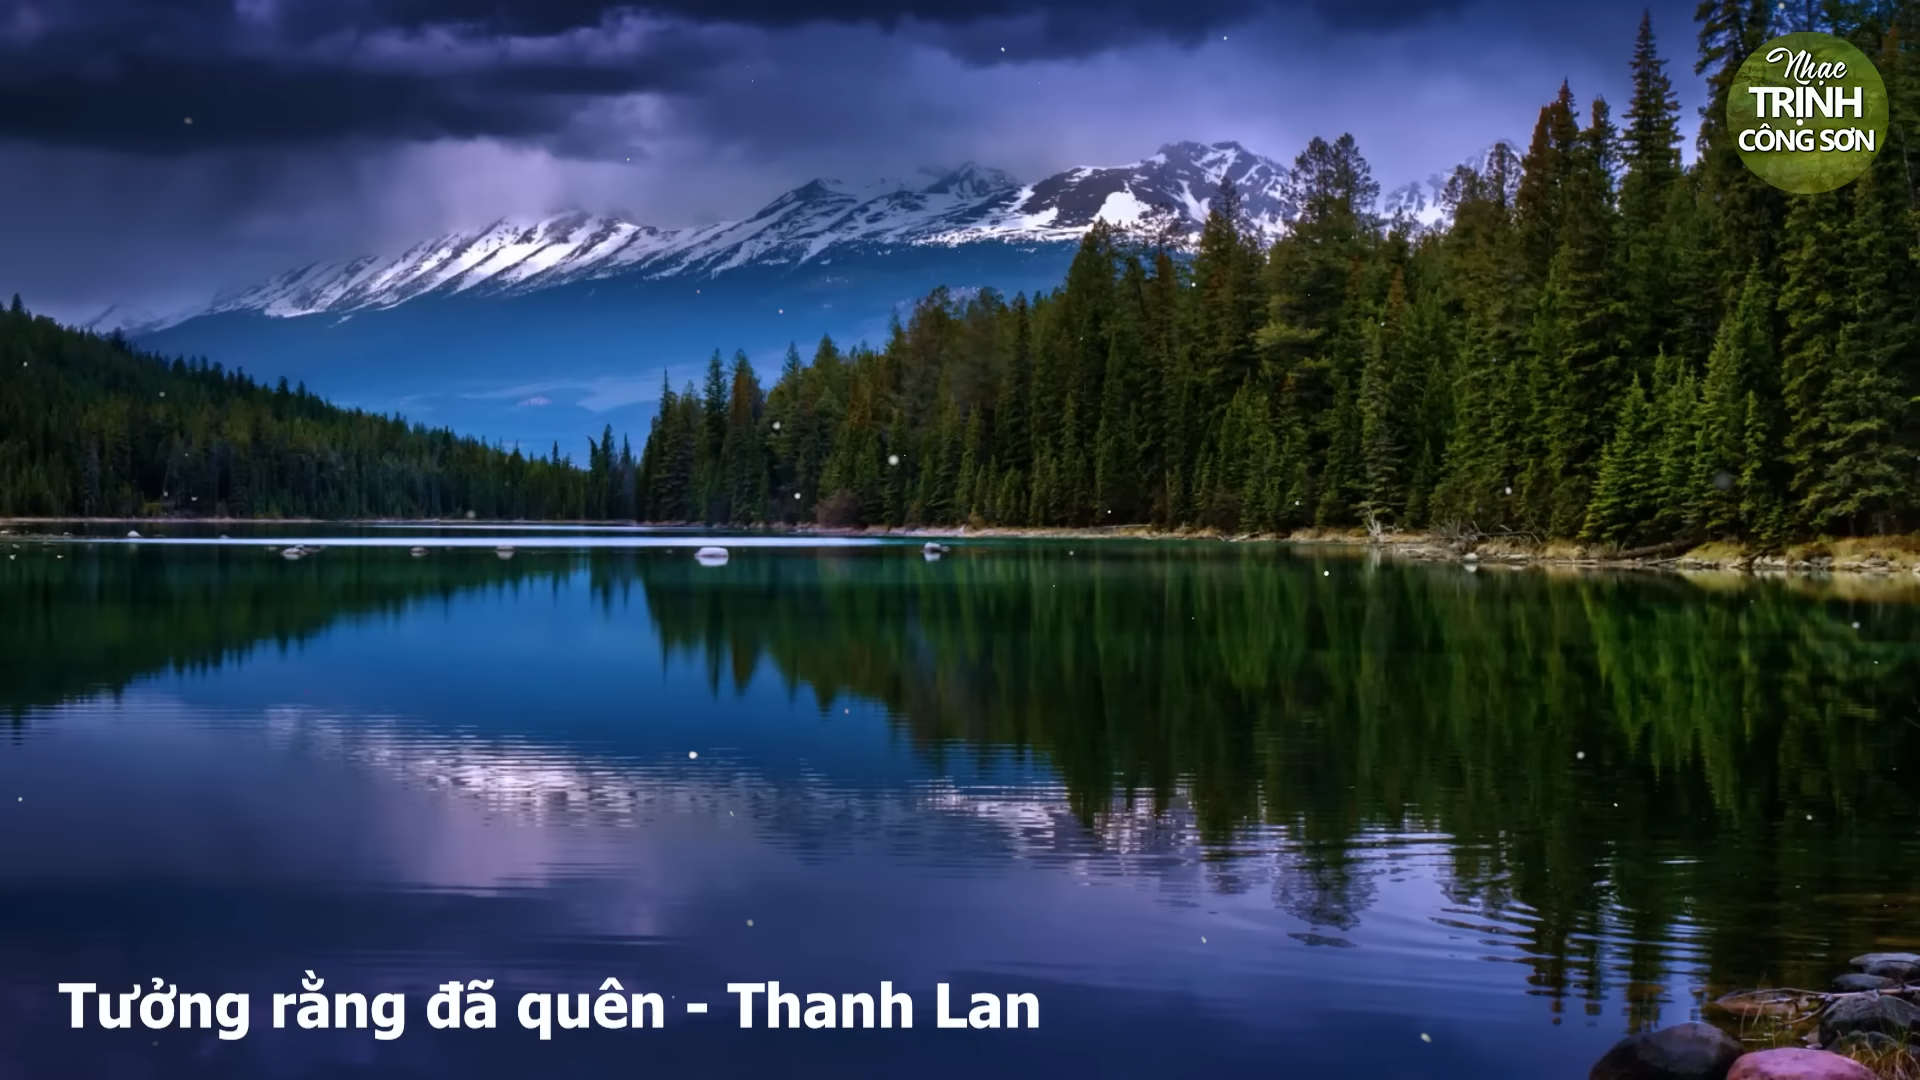 Nhạc
TRỊNH
CÔNG SƠN
Tưởng rằng đã quên - Thanh Lan